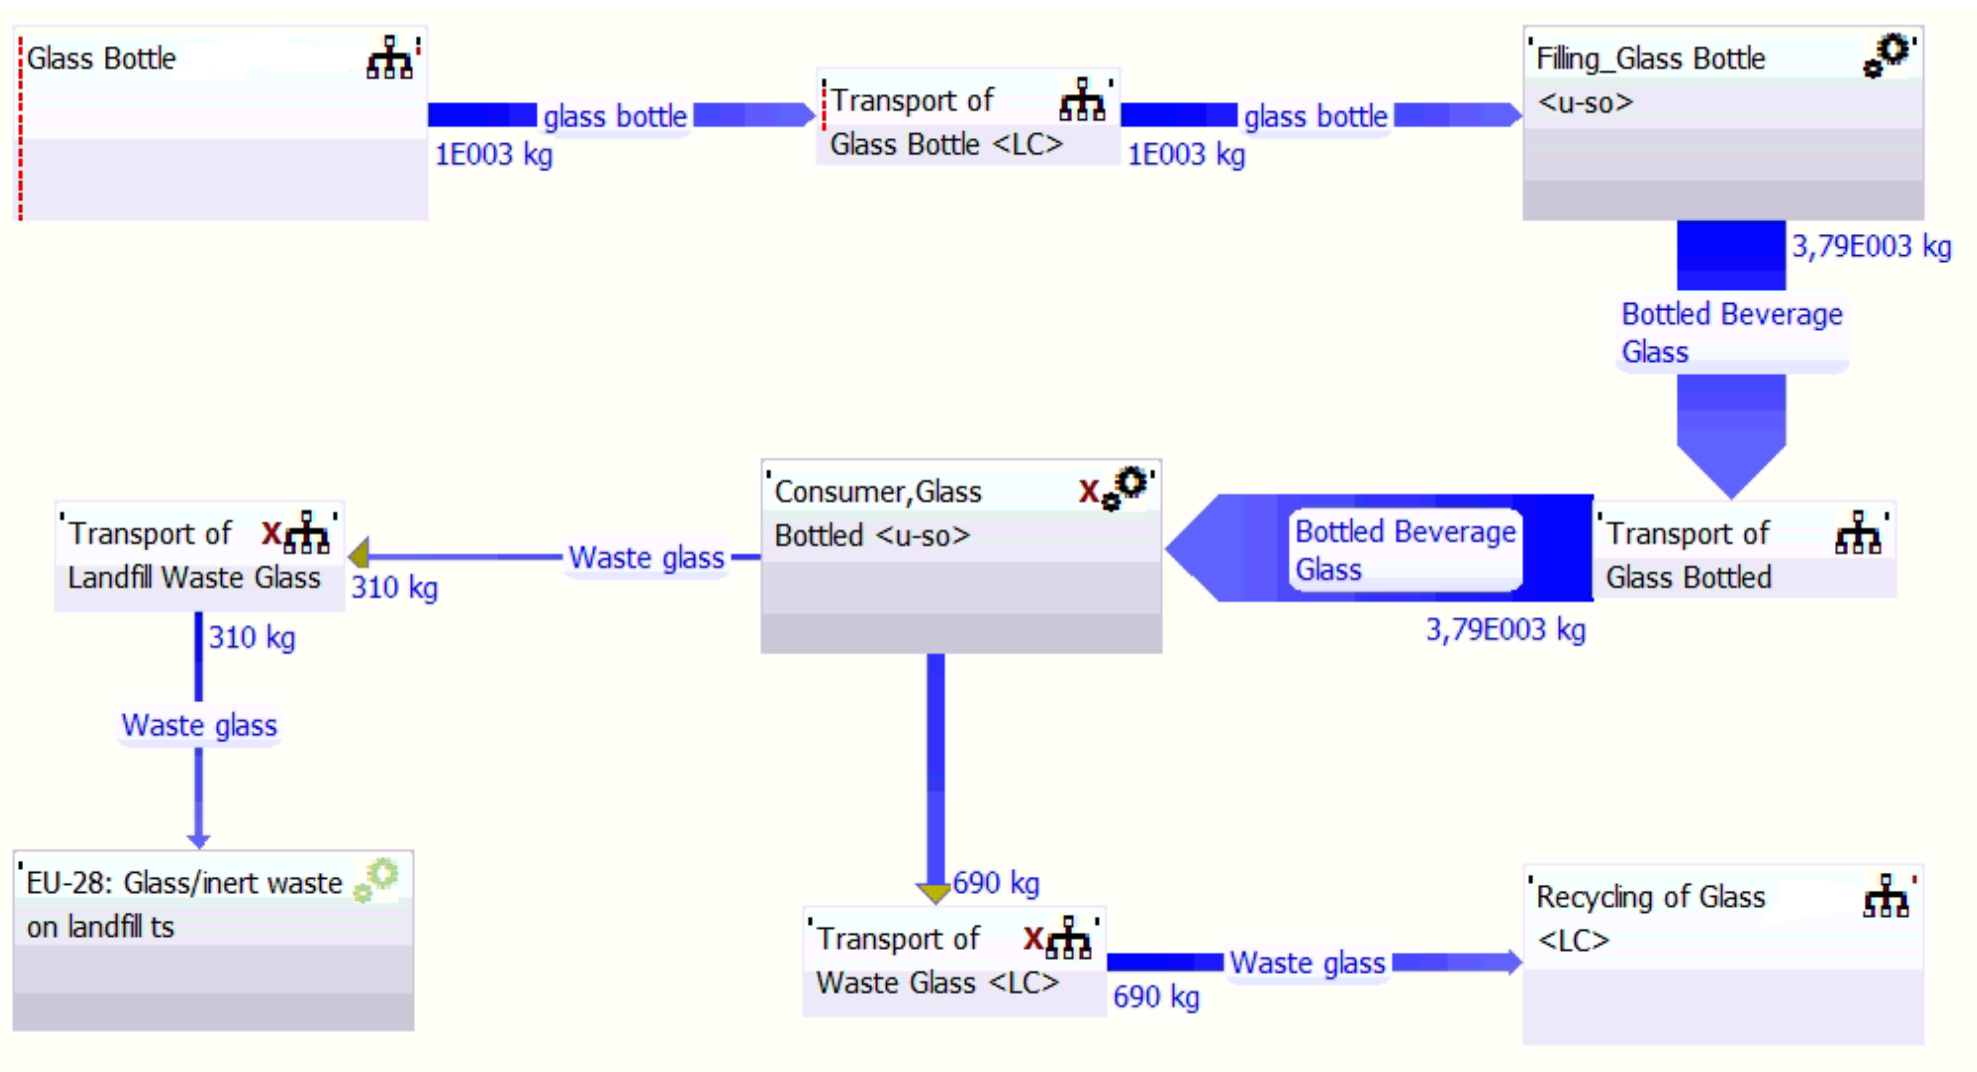 Glass Bottle
glass bottle
1E003 kg
Transport of
Glass Bottle <LC>
glass bottle
1E003 kg
Filling_Glass Bottle
<u-so>
3,79E003 kg
Bottled Beverage
Glass
Transport of
Glass Bottled
Bottled Beverage
Glass
3,79E003 kg
Consumer,Glass
Bottled <u-so>
X
Waste glass
310 kg
Transport of
Landfill Waste Glass
X
310 kg
Waste glass
EU-28: Glass/inert waste
on landfill ts
690 kg
Transport of
Waste Glass <LC>
X
Waste glass
690 kg
Recycling of Glass
<LC>